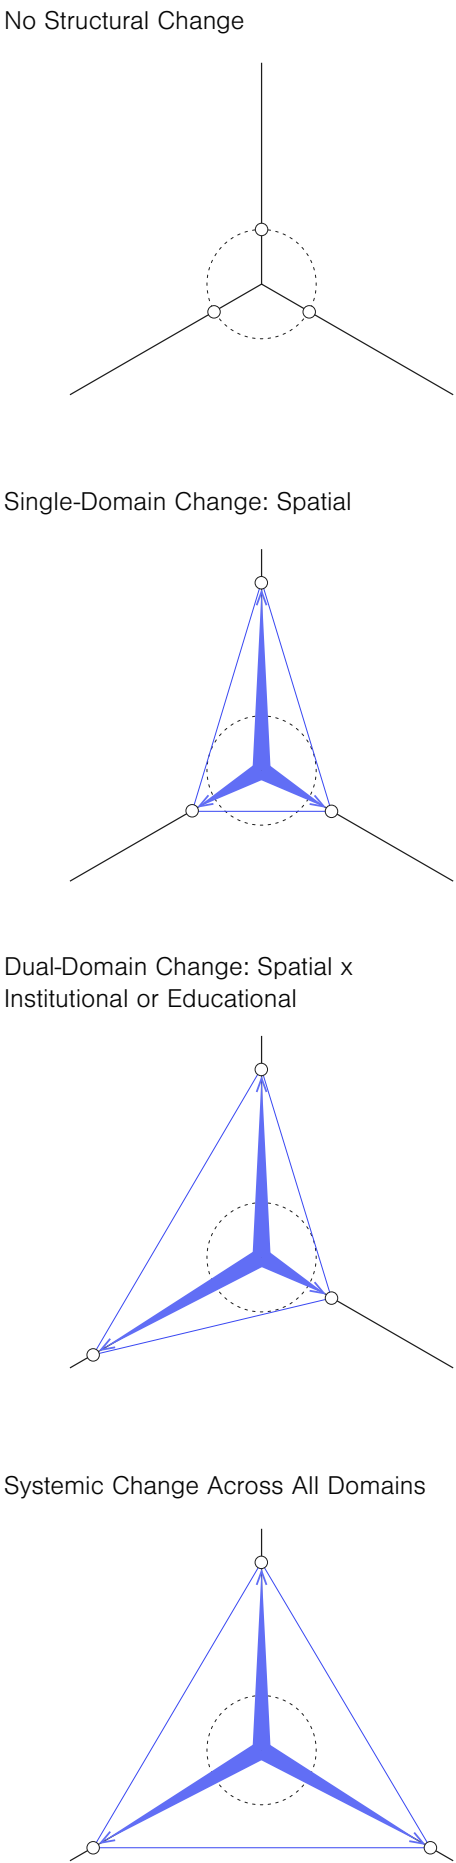 No Structural Change
Single-Domain Change: Spatial
Dual-Domain Change: Spatial x
Institutional or Educational
Systemic Change Across All Domains